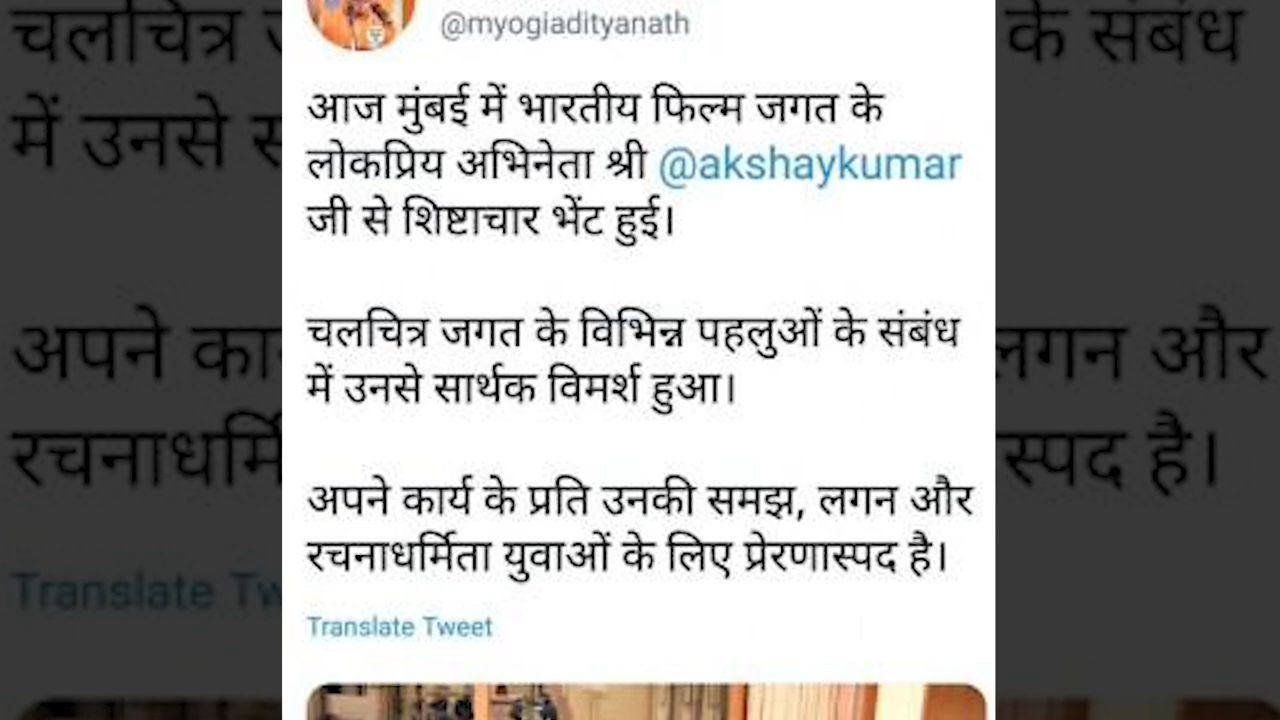 @myogiadityanath
आज मुंबई में भारतीय फिल्म जगत के
लोकप्रिय अभिनेता श्री @akshaykumar
जी से शिष्टाचार भेंट हुई।
चलचित्र जगत के विभिन्न पहलुओं के संबंध
में उनसे सार्थक विमर्श हुआ।
अपने कार्य के प्रति उनकी समझ, लगन और
रचनाधर्मिता युवाओं के लिए प्रेरणास्पद है।
Translate Tweet